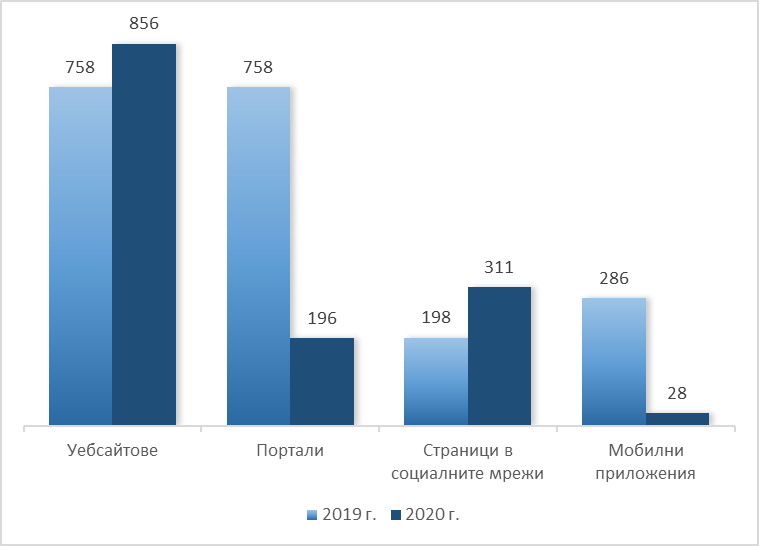 856
758
758
311
286
196
198
28
Уебсайтове
Портали
Страници в
социалните мрежи
Мобилни
приложения
2019 г.
2020 г.